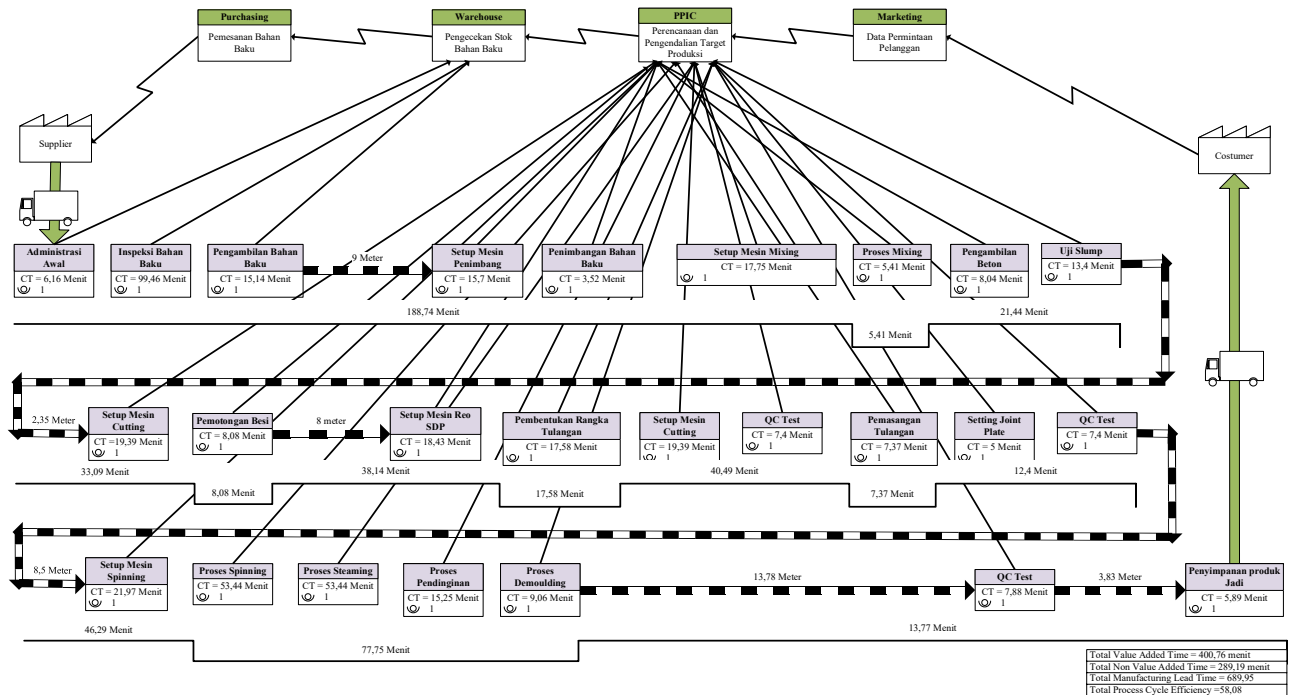 Purchasing
Pemesanan Bahan
Baku
Warehouse
Pengecekan Stok
Bahan Baku
PPIC
Perencanaan dan
Pengendalian Target
Produksi
Marketing
Data Permintaan
Pelanggan
Supplier
Costumer
Administrasi
Awal
CT = 6,16 Menit
1
Inspeksi Bahan
Baku
CT = 99,46 Menit
1
Pengambilan Bahan
Baku
CT = 15,14 Menit
1
9 Meter
Setup Mesin
Penimbang
CT = 15,7 Menit
1
Penimbangan Bahan
Baku
CT = 3,52 Menit
1
Setup Mesin Mixing
CT = 17,75 Menit
1
Proses Mixing
CT = 5,41 Menit
1
Pengambilan
Beton
CT = 8,04 Menit
1
Uji Slump
CT = 13,4 Menit
1
188,74 Menit
5,41 Menit
21,44 Menit
2,35 Meter
Setup Mesin
Cutting
CT =19,39 Menit
1
Pemotongan Besi
CT = 8,08 Menit
1
8 meter
Setup Mesin Reo
SDP
CT = 18,43 Menit
1
Pembentukan Rangka
Tulangan
CT = 17,58 Menit
1
Setup Mesin
Cutting
CT = 19,39 Menit
1
QC Test
CT = 7,4 Menit
1
Pemasangan
Tulangan
CT = 7,37 Menit
1
Setting Joint
Plate
CT = 5 Menit
1
QC Test
CT = 7,4 Menit
1
33,09 Menit
8,08 Menit
38,14 Menit
17,58 Menit
40,49 Menit
7,37 Menit
12,4 Menit
8,5 Meter
Setup Mesin
Spinning
CT = 21,97 Menit
1
Proses Spinning
CT = 53,44 Menit
1
Proses Steaming
CT = 53,44 Menit
1
Proses
Pendinginan
CT = 15,25 Menit
1
Proses
Demoulding
CT = 9,06 Menit
1
13,78 Meter
QC Test
CT = 7,88 Menit
1
3,83 Meter
Penyimpanan produk
Jadi
CT = 5,89 Menit
1
46,29 Menit
77,75 Menit
13,77 Menit
Total Value Added Time = 400,76 menit
Total Non Value Added Time = 289,19 menit
Total Manufacturing Lead Time = 689,95
Total Process Cycle Efficiency =58,08